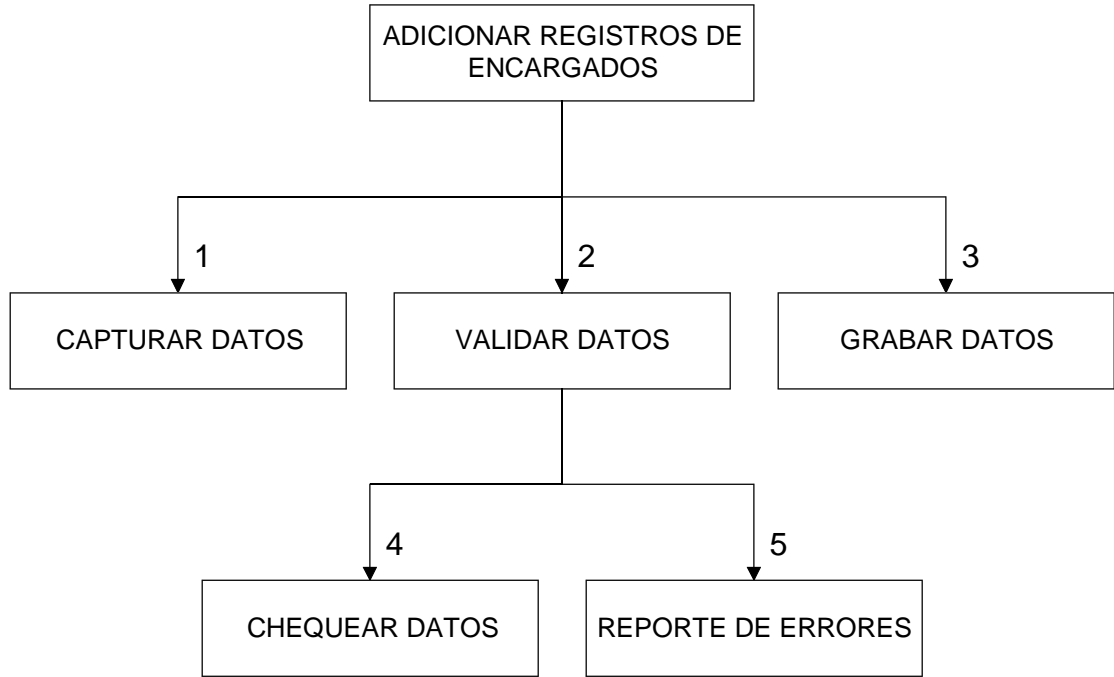 ADICIONAR REGISTROS DE
ENCARGADOS
1
2
3
CAPTURAR DATOS
VALIDAR DATOS
GRABAR DATOS
4
5
CHEQUEAR DATOS
REPORTE DE ERRORES